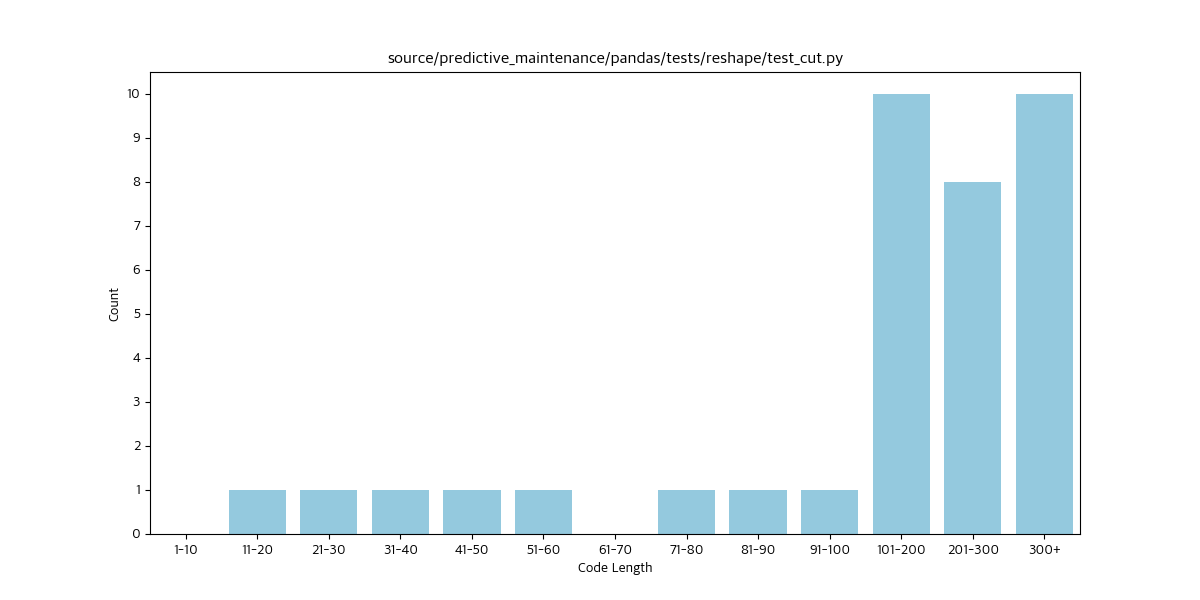 source/predictive_maintenance/pandas/tests/reshape/test_cut.py
10
9
8
7
6
5
4
3
2
1
0
Count
1-10 11-20 21-30 31-40 41-50 51-60 61-70 71-80 81-90 91-100 101-200 201-300 300+
Code Length